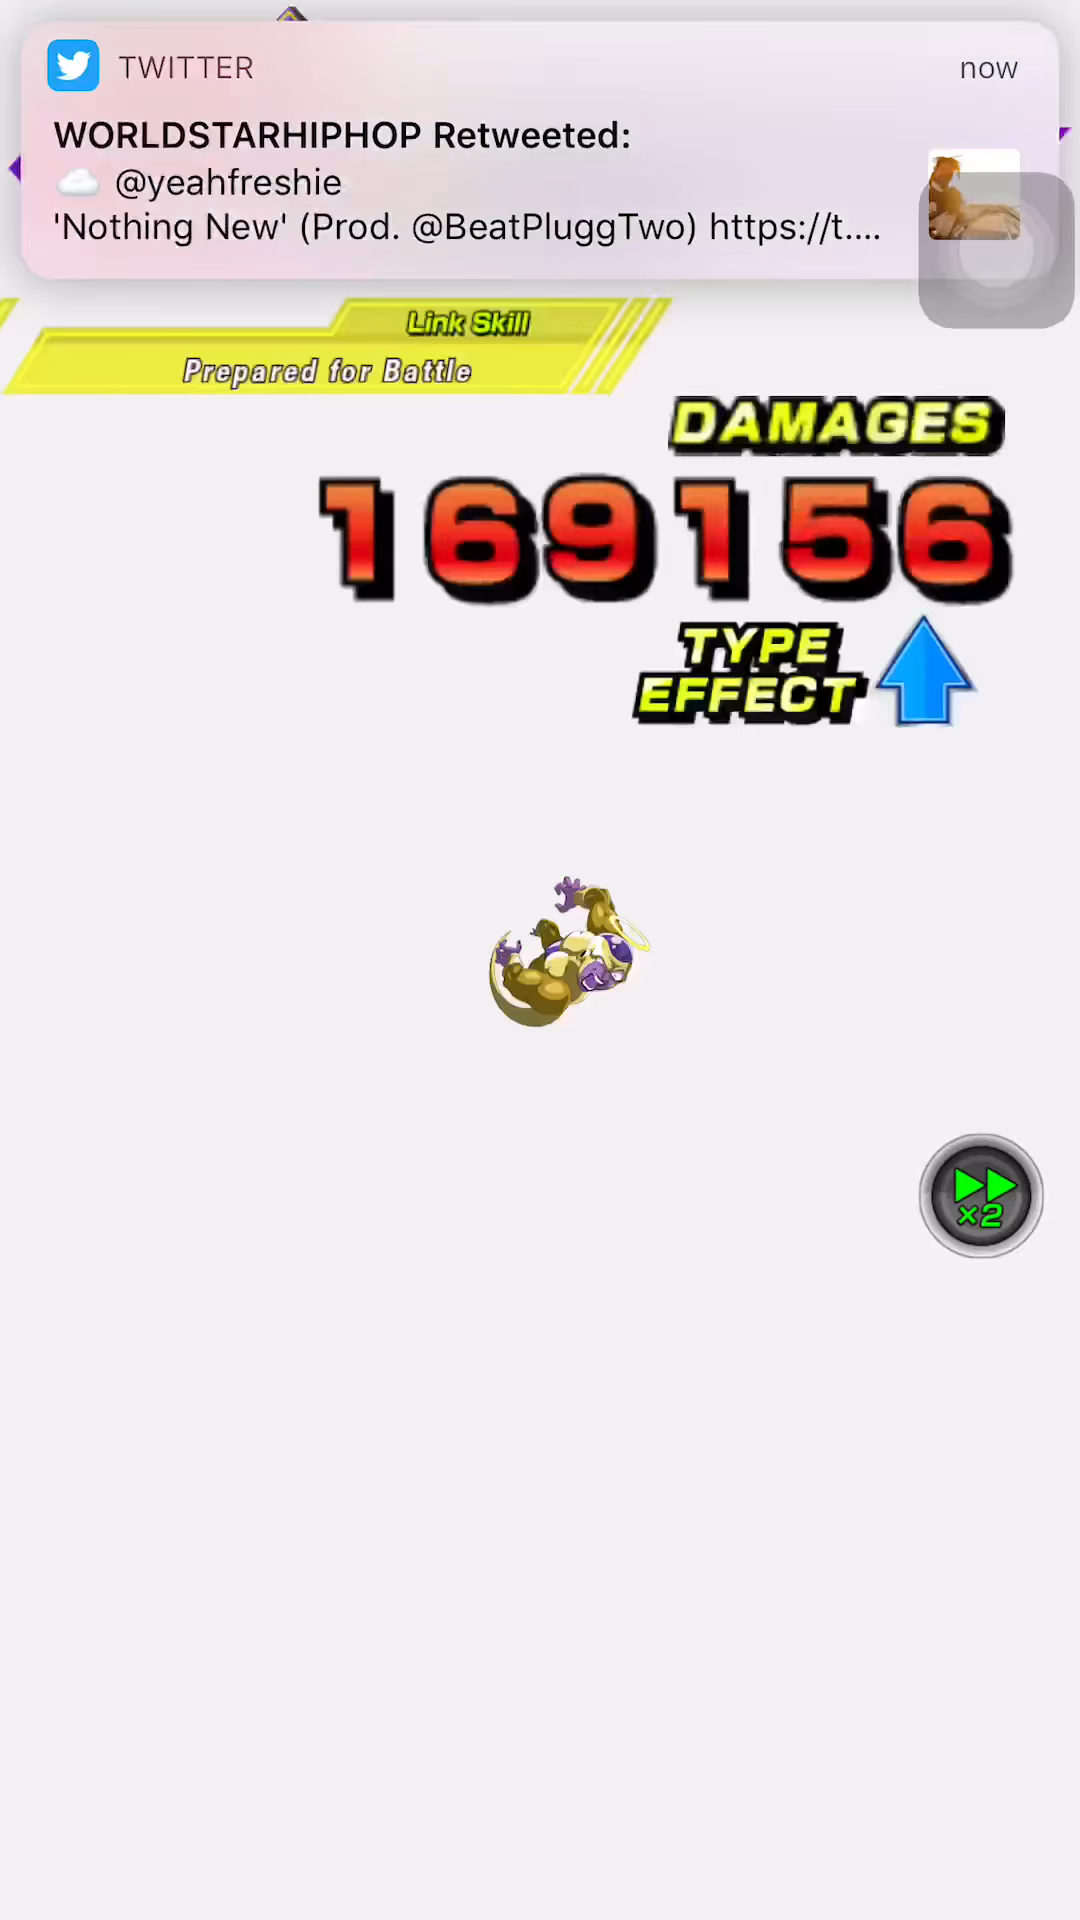 TWITTER
now
WORLDSTARHIPHOP Retweeted:
☁️ @yeahfreshie
'Nothing New' (Prod. @BeatPluggTwo) https://t....
Link Skill
Prepared for Battle
DAMAGES
169156
TYPE
EFFECT
×2